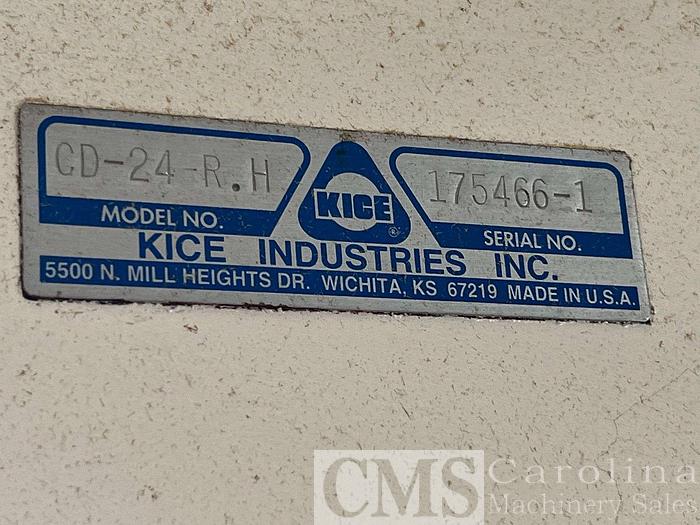 CD-24-R.H
175466-1
MODEL NO.
KICE
®
SERIAL NO.
KICE INDUSTRIES INC.
5500 N. MILL HEIGHTS DR. WICHITA, KS 67219 MADE IN U.S.A.
CMS Carolina
Machinery Sales